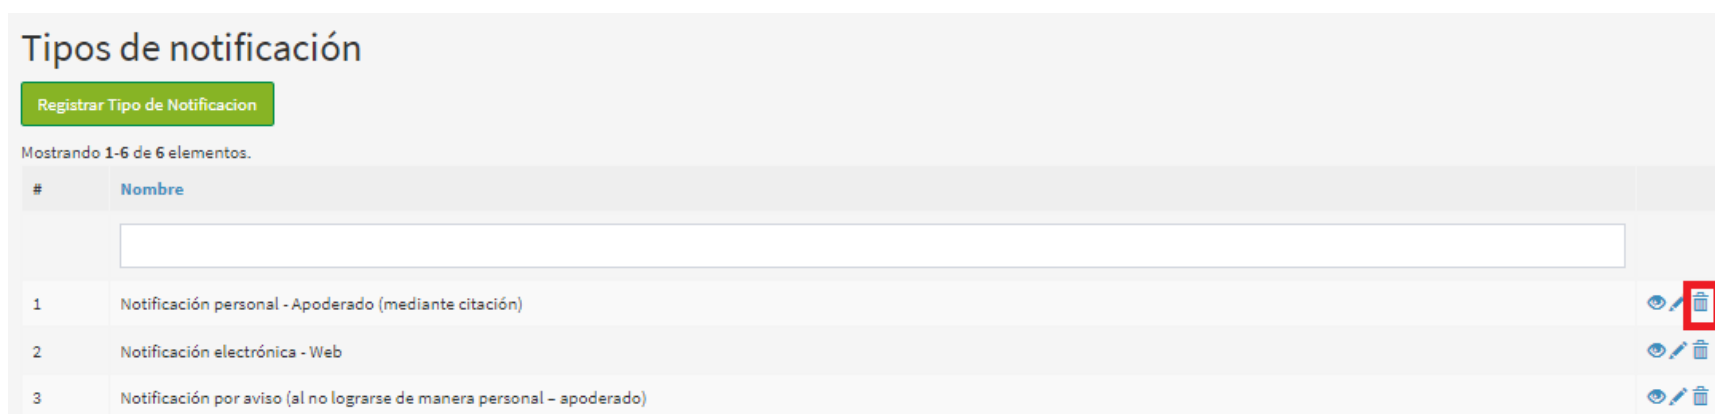 Tipos de notificación
Registrar Tipo de Notificacion
Mostrando 1-6 de 6 elementos.
# Nombre
1 Notificación personal - Apoderado (mediante citación)
2 Notificación electrónica - Web
3 Notificación por aviso (al no lograrse de manera personal – apoderado)